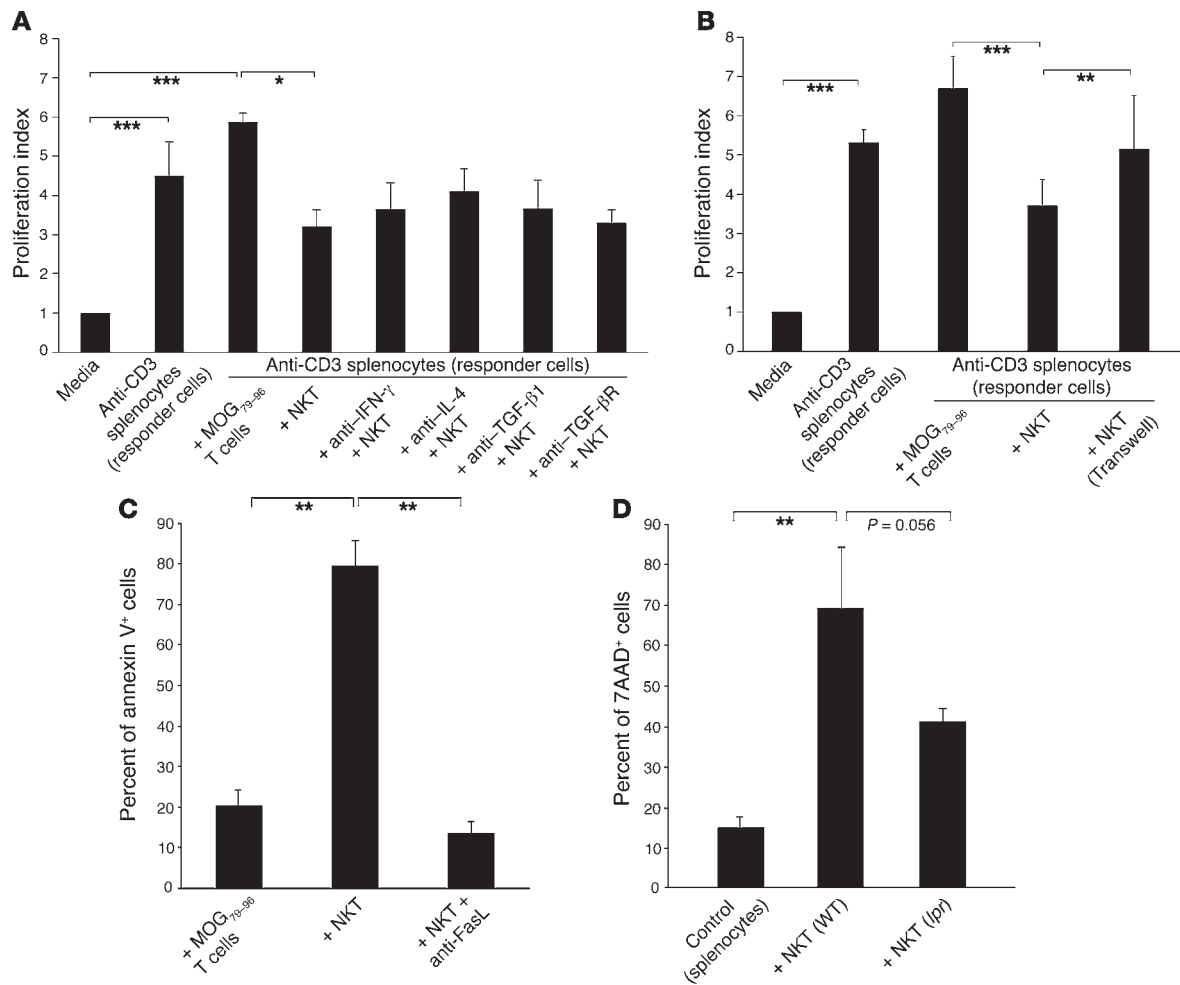 A
8
7
6
5
4
3
2
1
0
Proliferation index
***
***
*
Media
Anti-CD3
splenocytes
(responder cells)
Anti-CD3 splenocytes (responder cells)
+ MOG79–96
T cells
+ NKT
+ anti–IFN-γ
+ NKT
+ anti–IL-4
+ NKT
+ anti–TGF-β1
+ NKT
+ anti–TGF-βR
+ NKT
B
8
7
6
5
4
3
2
1
0
Proliferation index
***
***
**
Media
Anti-CD3
splenocytes
(responder cells)
Anti-CD3 splenocytes
(responder cells)
+ MOG79–96
T cells
+ NKT
+ NKT
(Transwell)
C
90
80
70
60
50
40
30
20
10
0
Percent of annexin V+ cells
**
**
+ MOG79–96
T cells
+ NKT
+ NKT +
anti-FasL
D
90
80
70
60
50
40
30
20
10
0
Percent of 7AAD+ cells
**
P = 0.056
Control
(splenocytes)
+ NKT (WT)
+ NKT (lpr)